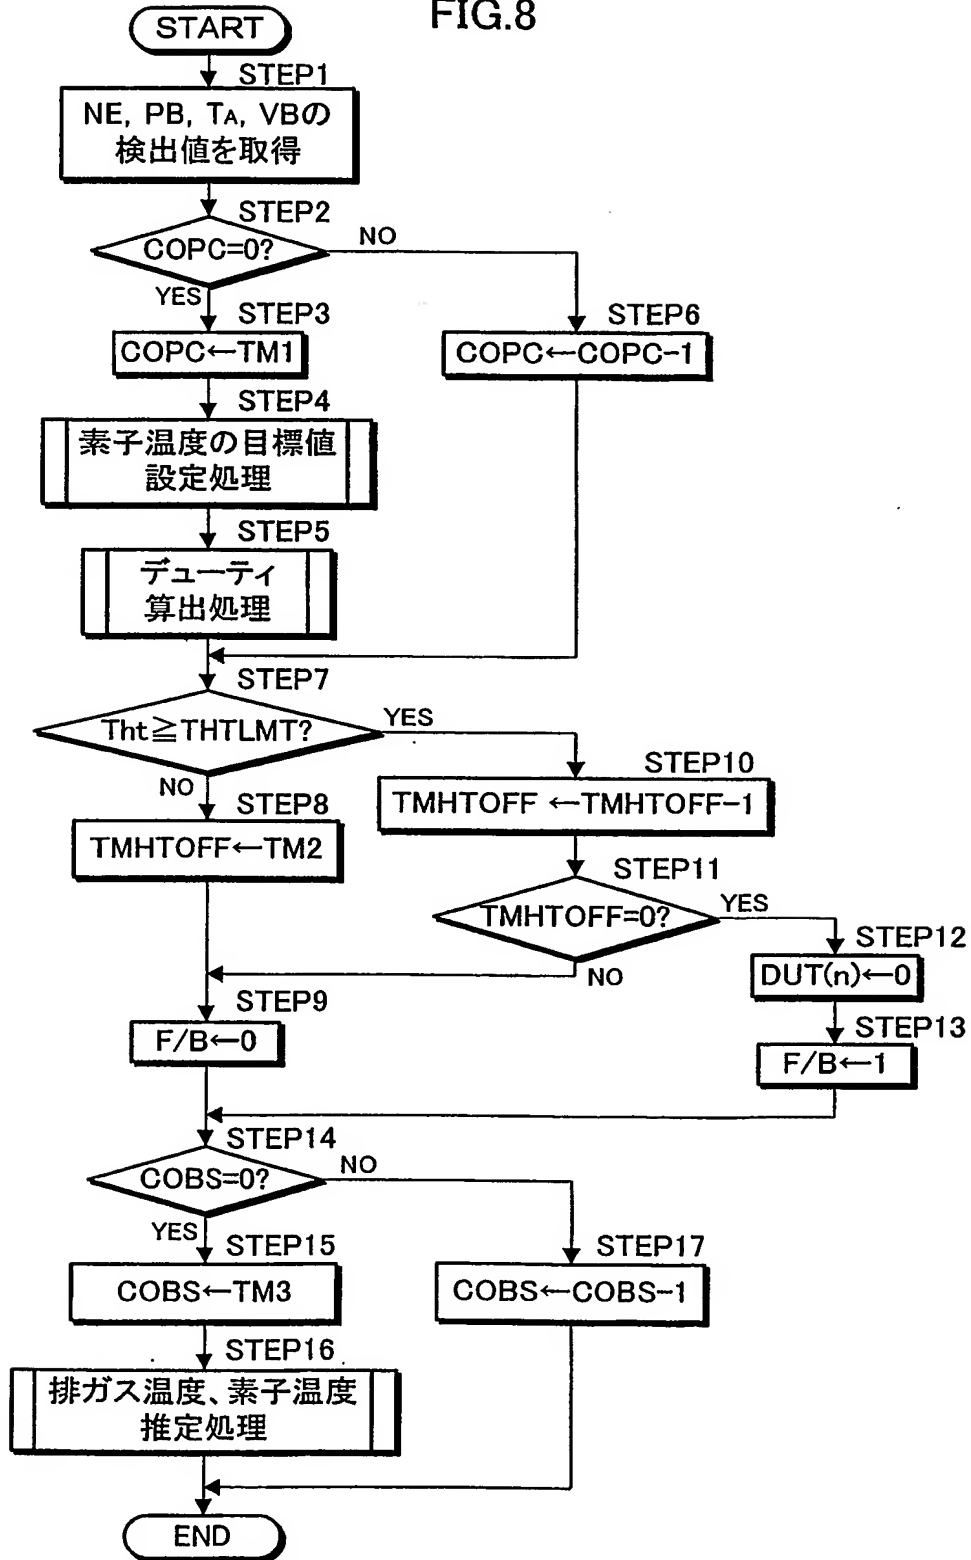 FIG.8
START
STEP1
NE, PB, TA, VBの
検出値を取得
STEP2
COPC=0?
NO
YES
STEP3
COPC←TM1
STEP6
COPC←COPC-1
STEP4
素子温度の目標値
設定処理
STEP5
デューティ
算出処理
STEP7
Tht≧THTLMT?
YES
NO
STEP8
TMHTOFF←TM2
STEP10
TMHTOFF←TMHTOFF-1
STEP11
TMHTOFF=0?
YES
NO
STEP12
DUT(n)←0
STEP9
F/B←0
STEP13
F/B←1
STEP14
COBS=0?
NO
YES
STEP15
COBS←TM3
STEP17
COBS←COBS-1
STEP16
排ガス温度、素子温度
推定処理
END